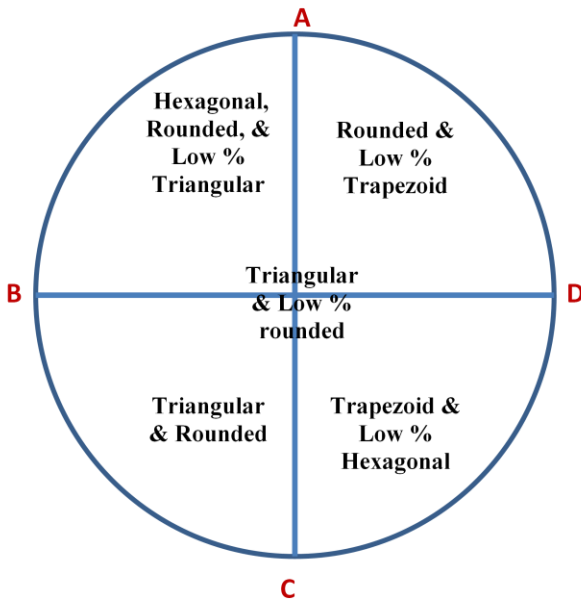 A
Hexagonal,
Rounded, &
Low %
Triangular
Rounded &
Low %
Trapezoid
B
Triangular
& Low %
rounded
D
Triangular
& Rounded
Trapezoid &
Low %
Hexagonal
C